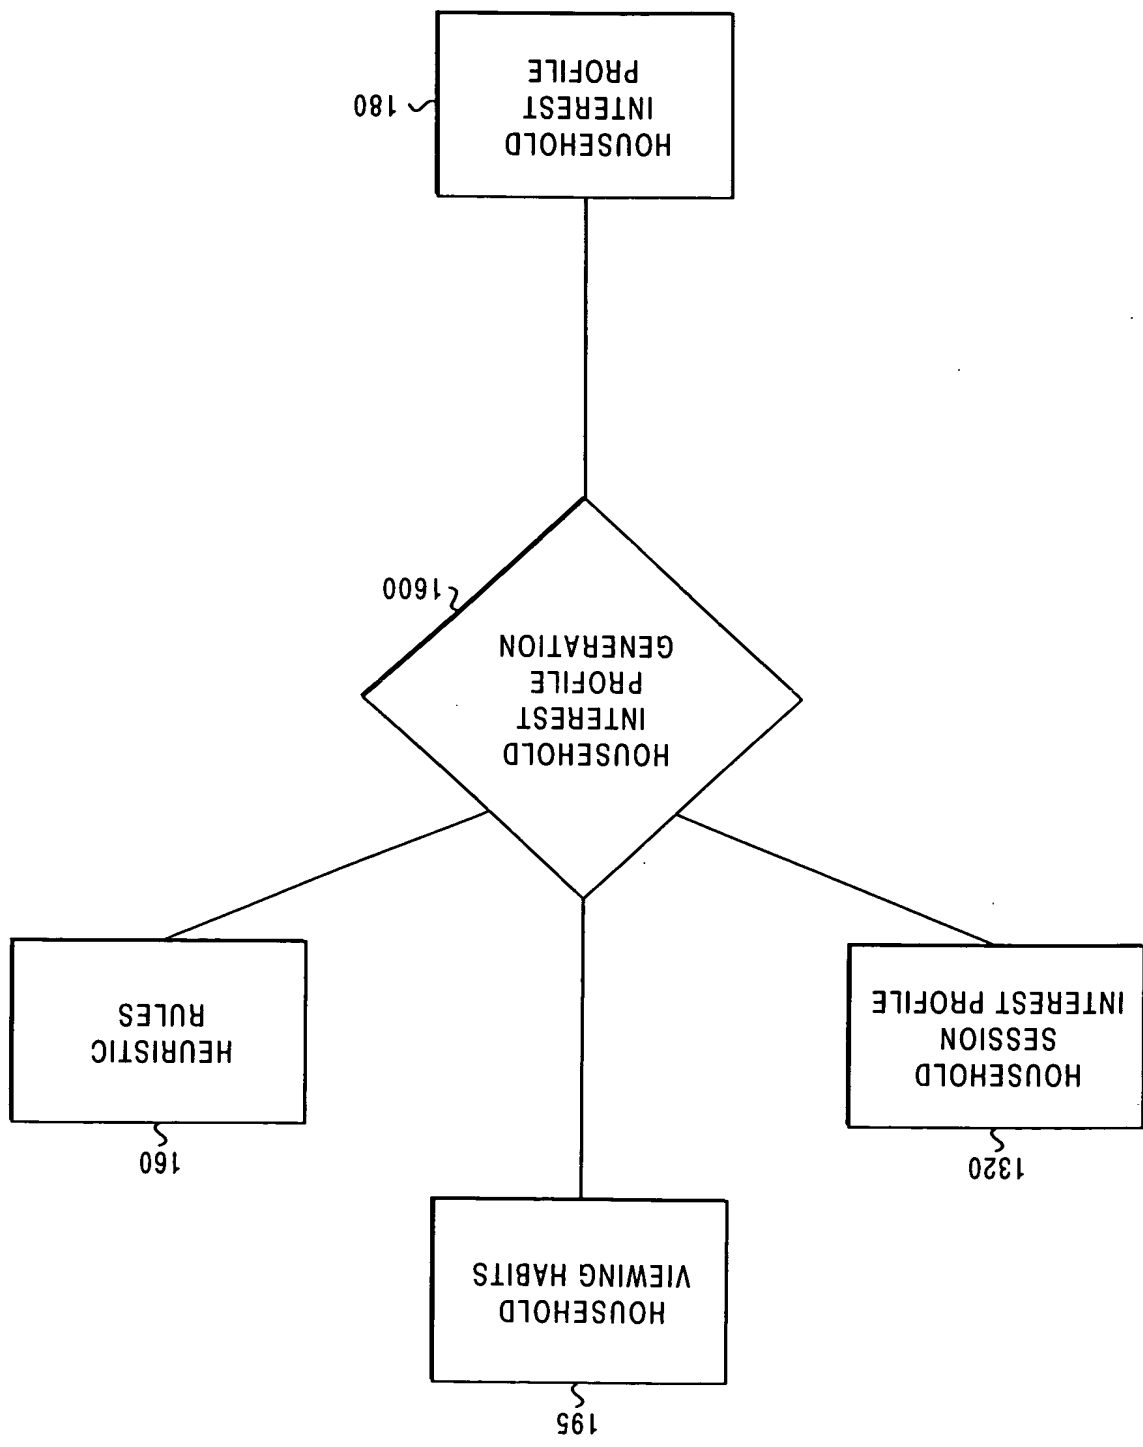 195
HOUSEHOLD
VIEWING HABITS
1320
HOUSEHOLD
SESSION
INTEREST PROFILE
160
HEURISTIC
RULES
HOUSEHOLD
INTEREST
PROFILE
GENERATION
1600
HOUSEHOLD
INTEREST
PROFILE
180